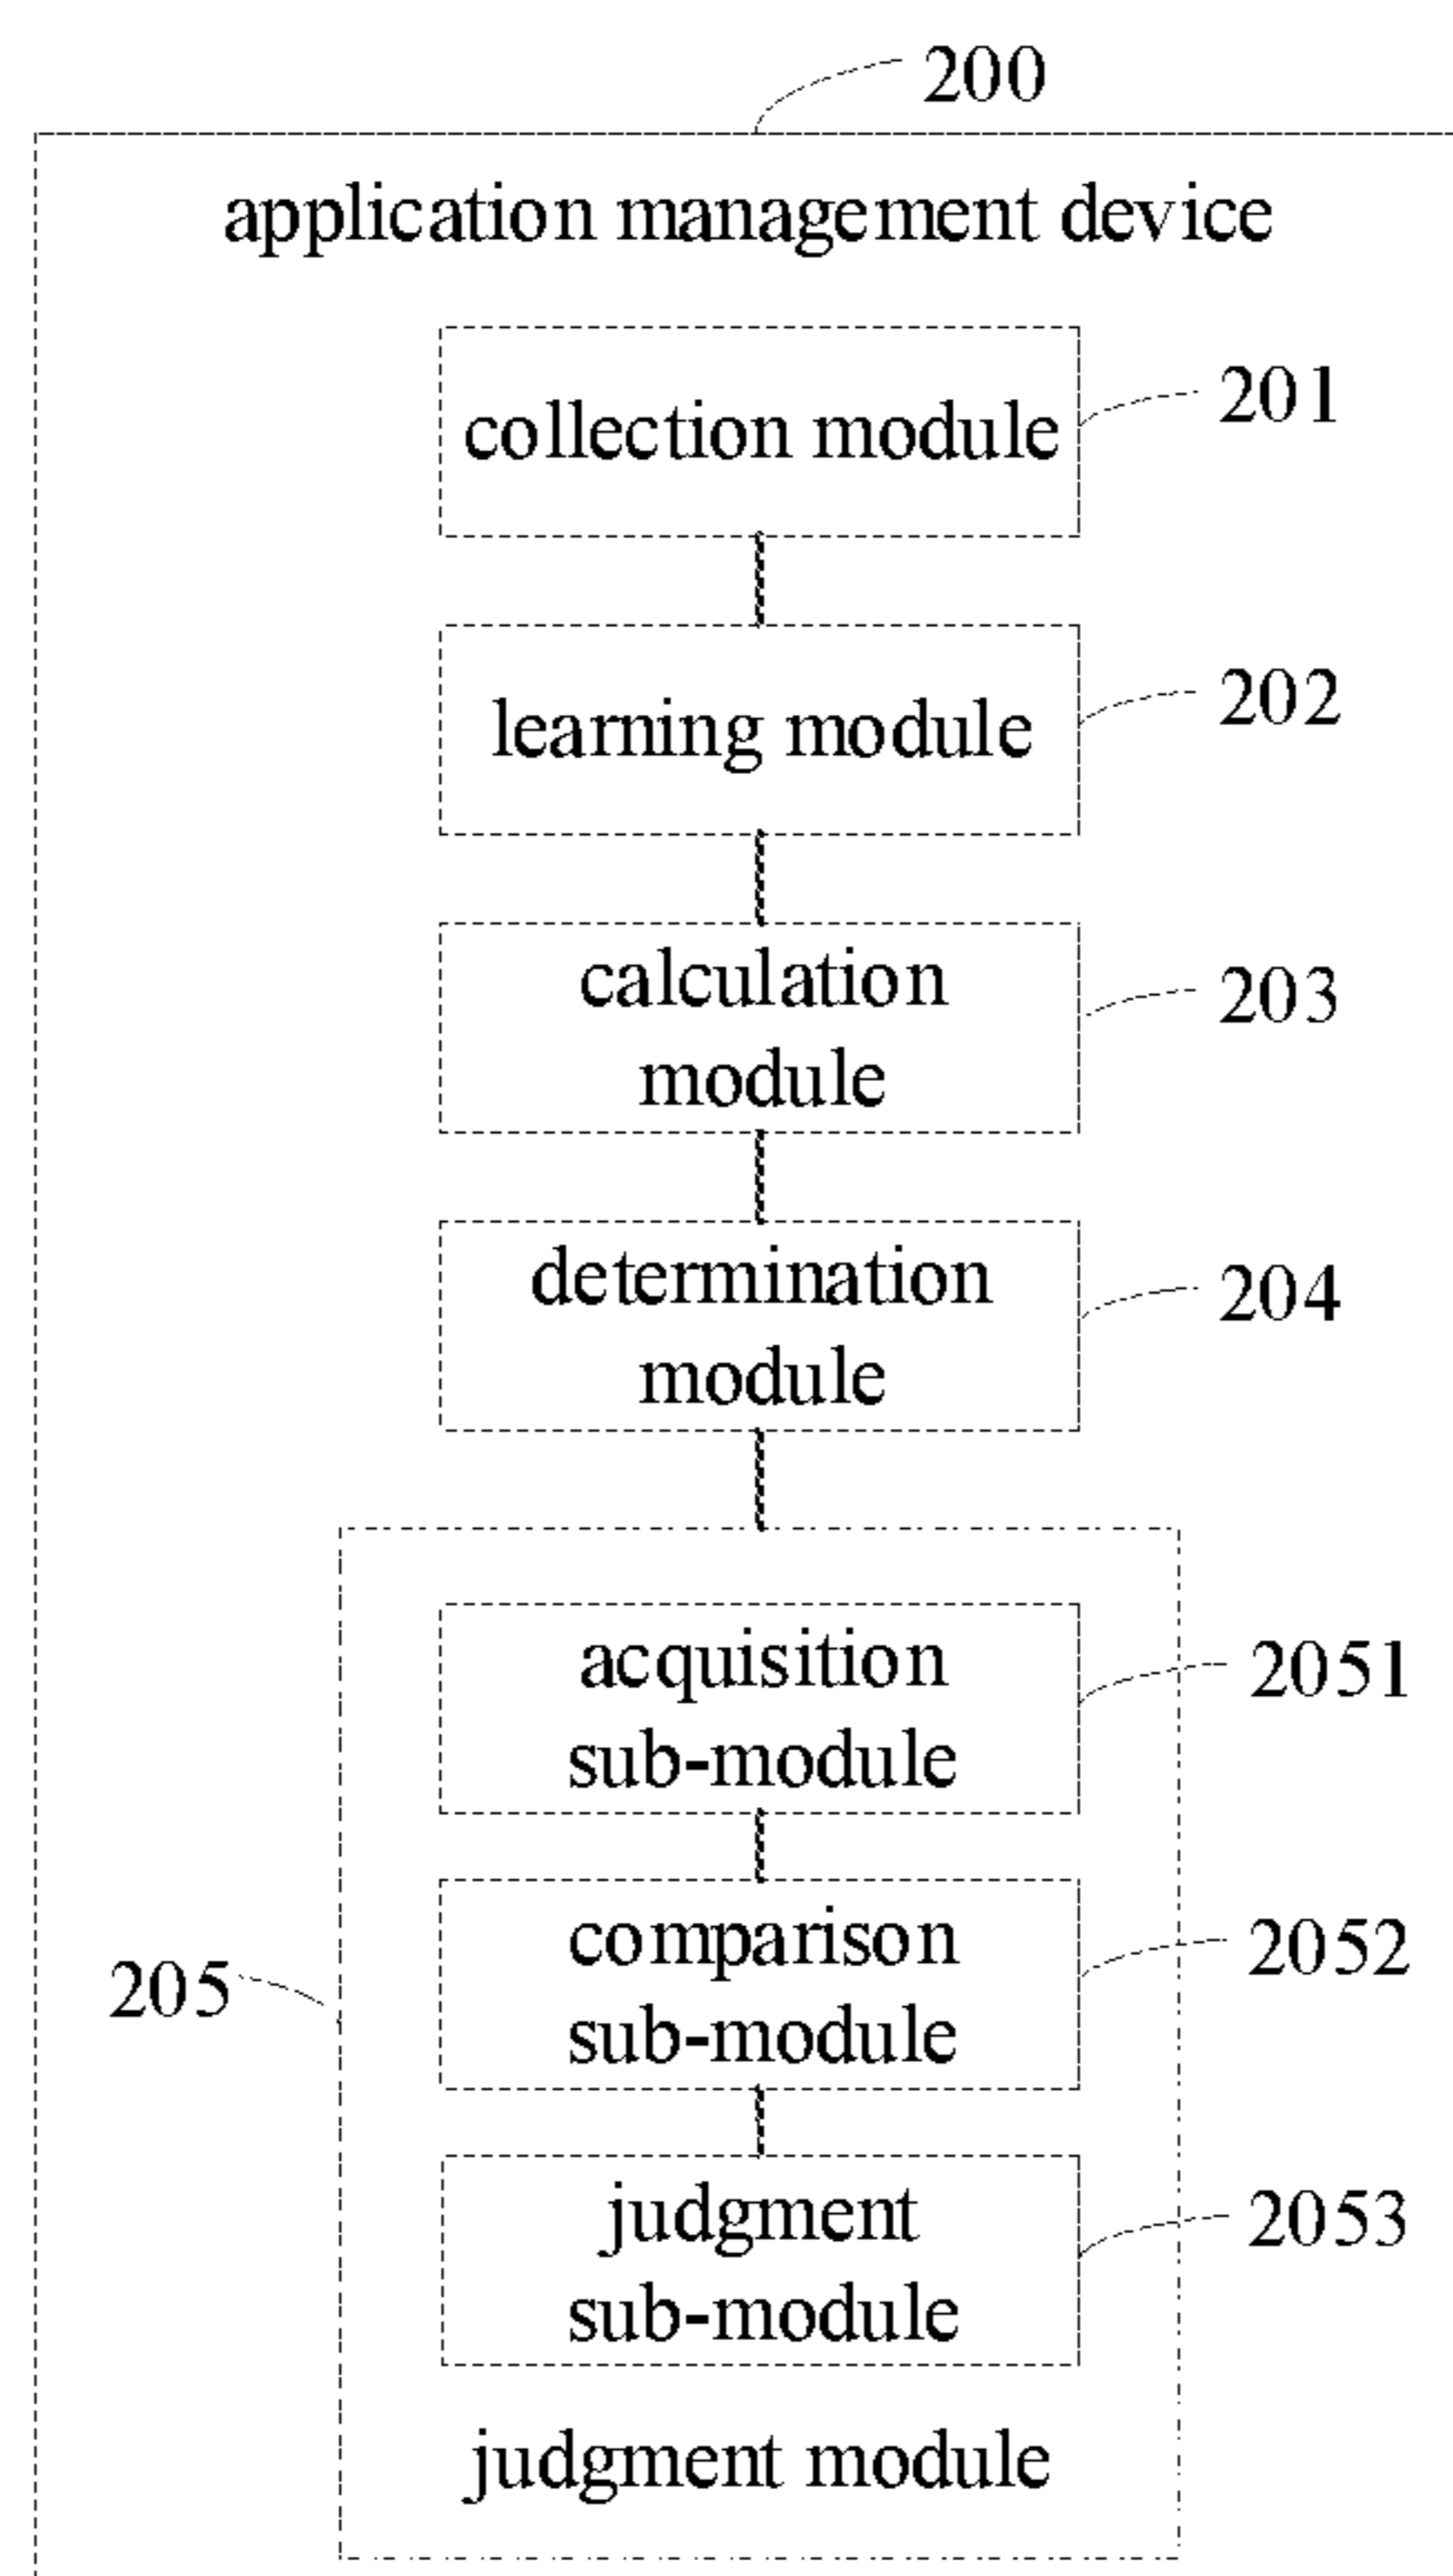 200
application management device
collection module
201
learning module
202
calculation
module
203
determination
module
204
acquisition
sub-module
2051
comparison
sub-module
2052
205
judgment
sub-module
2053
judgment module